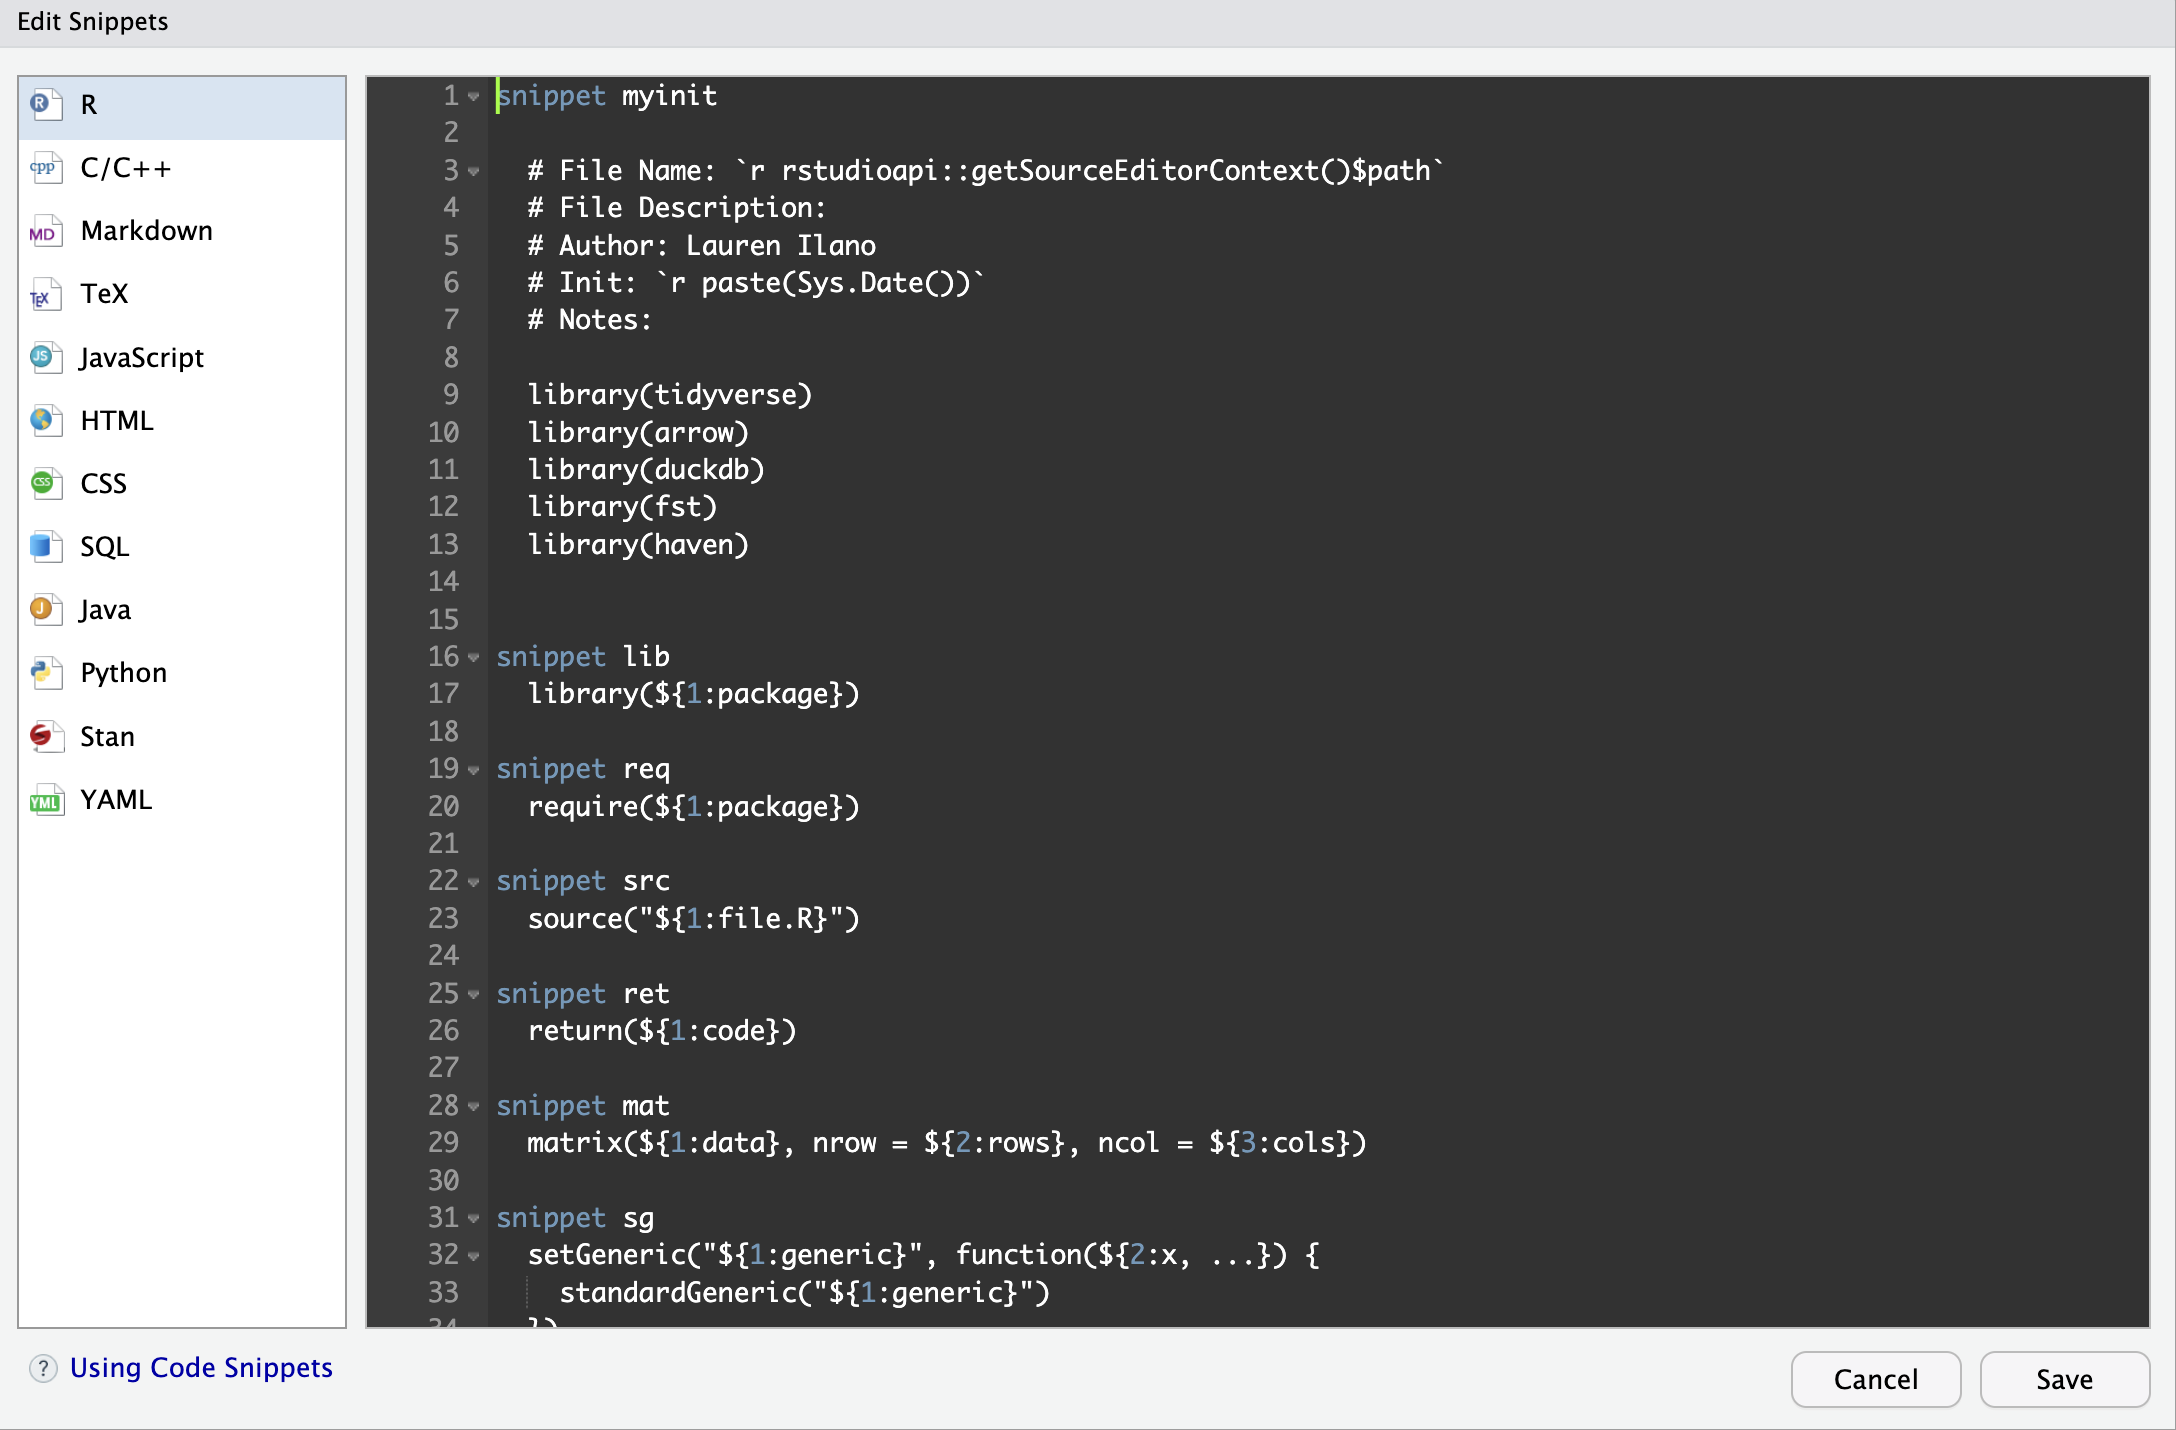 Edit Snippets
R
C/C++
Markdown
TeX
JavaScript
HTML
CSS
SQL
Java
Python
Stan
YAML
1 snippet myinit
2
3 # File Name: `r rstudioapi::getSourceEditorContext()$path`
4 # File Description:
5 # Author: Lauren Ilano
6 # Init: `r paste(Sys.Date())`
7 # Notes:
8
9 library(tidyverse)
10 library(arrow)
11 library(duckdb)
12 library(fst)
13 library(haven)
14
15
16 snippet lib
17 library(${1:package})
18
19 snippet req
20 require(${1:package})
21
22 snippet src
23 source("${1:file.R}")
24
25 snippet ret
26 return(${1:code})
27
28 snippet mat
29 matrix(${1:data}, nrow = ${2:rows}, ncol = ${3:cols})
30
31 snippet sg
32 setGeneric("${1:generic}", function(${2:x, ...}) {
33 standardGeneric("${1:generic}")
34 })
? Using Code Snippets
Cancel
Save